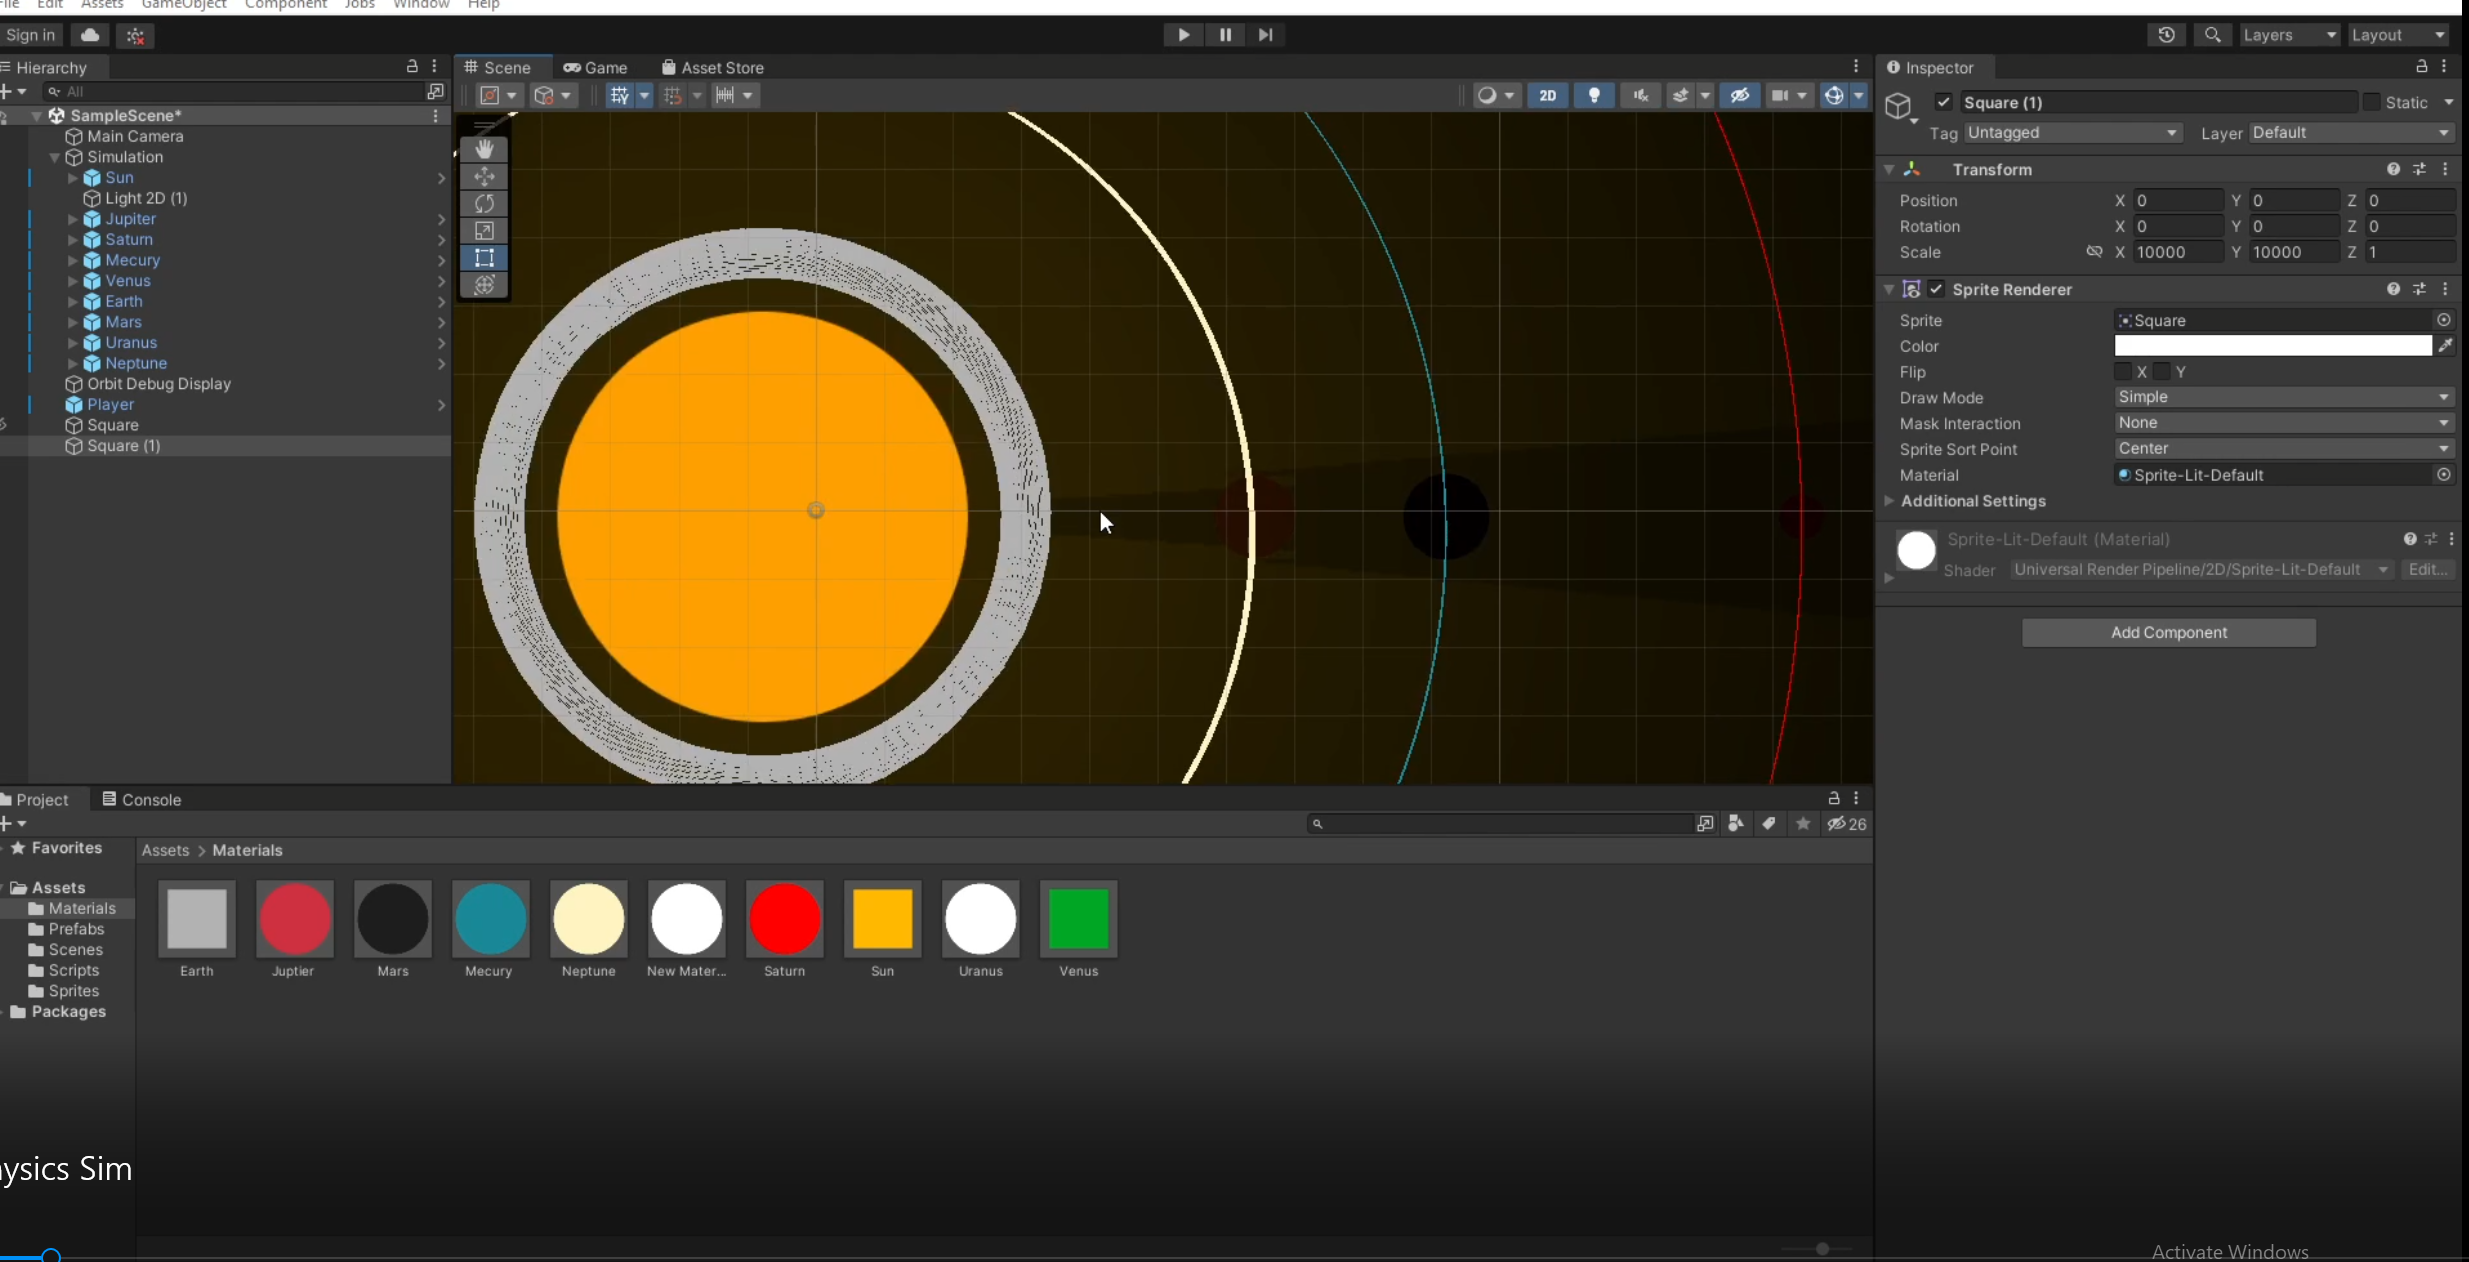 File Edit Assets GameObject Component Jobs Window Help
Sign in
Layers
Layout
Hierarchy
All
SampleScene*
Main Camera
Simulation
Sun
Light 2D (1)
Jupiter
Saturn
Mecury
Venus
Earth
Mars
Uranus
Neptune
Orbit Debug Display
Player
Square
Square (1)
Scene
Game
Asset Store
2D
Inspector
Square (1)
Static
Tag Untagged
Layer Default
Transform
Position X 0 Y 0 Z 0
Rotation X 0 Y 0 Z 0
Scale X 10000 Y 10000 Z 1
Sprite Renderer
Sprite Square
Color
Flip X Y
Draw Mode Simple
Mask Interaction None
Sprite Sort Point Center
Material Sprite-Lit-Default
Additional Settings
Sprite-Lit-Default (Material)
Shader Universal Render Pipeline/2D/Sprite-Lit-Default Edit...
Add Component
Project
Console
26
Favorites
Assets
Materials
Prefabs
Scenes
Scripts
Sprites
Packages
Assets > Materials
Earth
Juptier
Mars
Mecury
Neptune
New Mater...
Saturn
Sun
Uranus
Venus
ysics Sim
Activate Windows